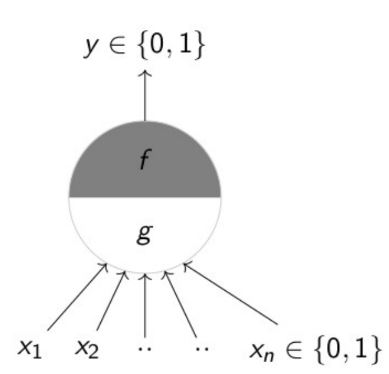 y ∈ {0, 1}
f
g
x₁ x₂ .. .. xₙ ∈ {0, 1}